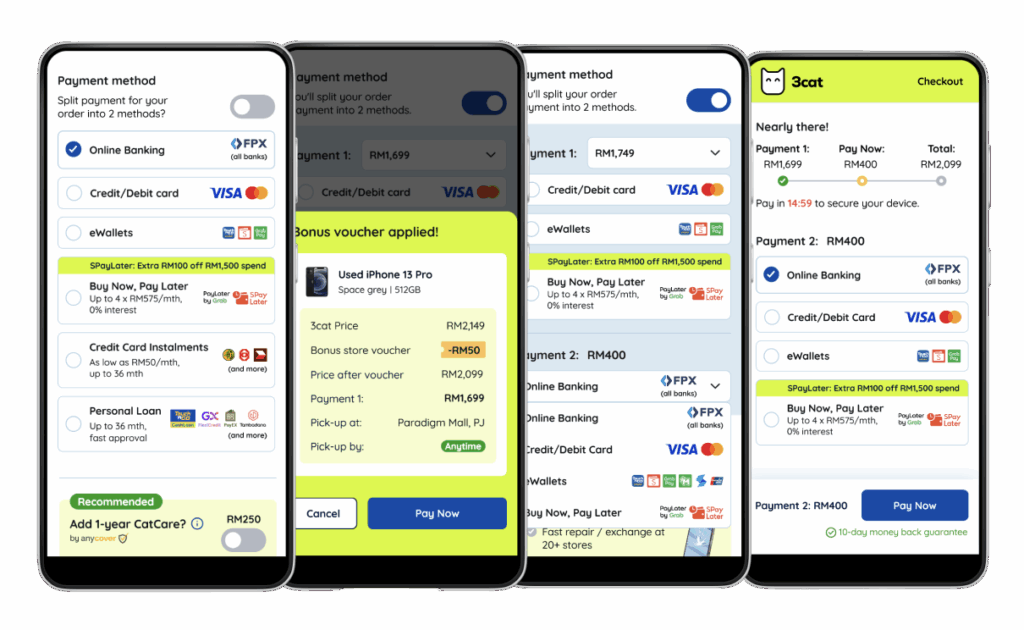 Payment method
Split payment for your
order into 2 methods?
Online Banking
FPX
(all banks)
Credit/Debit card
VISA
eWallets
SPayLater: Extra RM100 off RM1,500 spend
Buy Now, Pay Later
Up to 4 x RM575/mth,
0% interest
PayLater
by Grab
SPay
Later
Credit Card Instalments
As low as RM50/mth,
up to 36 mth
(and more)
Personal Loan
Up to 36 mth,
fast approval
(and more)
Recommended
Add 1-year CatCare?
RM250
by anycover
ayment method
ou'll split your order
ayment into 2 methods.
ayment 1:
RM1,699
Credit/Debit card
VISA
Bonus voucher applied!
Used iPhone 13 Pro
Space grey | 512GB
3cat Price RM2,149
Bonus store voucher -RM50
Price after voucher RM2,099
Payment 1: RM1,699
Pick-up at: Paradigm Mall, PJ
Pick-up by: Anytime
Cancel
Pay Now
ayment method
u'll split your order
yment into 2 methods.
yment 1:
RM1,749
Credit/Debit card
VISA
eWallets
SPayLater: Extra RM100 off RM1,500 spend
Buy Now, Pay Later
Up to 4 x RM575/mth,
0% interest
PayLater
by Grab
SPay
Later
yment 2: RM400
Online Banking
FPX
(all banks)
Online Banking
FPX
(all banks)
redit/Debit Card
VISA
Wallets
uy Now, Pay Later
PayLater
by Grab
SPay
Later
Fast repair / exchange at
20+ stores
3cat
Checkout
Nearly there!
Payment 1: Pay Now: Total:
RM1,699 RM400 RM2,099
Pay in 14:59 to secure your device.
Payment 2: RM400
Online Banking
FPX
(all banks)
Credit/Debit Card
VISA
eWallets
SPayLater: Extra RM100 off RM1,500 spend
Buy Now, Pay Later
Up to 4 x RM575/mth,
0% interest
PayLater
by Grab
SPay
Later
Payment 2: RM400
Pay Now
10-day money back guarantee